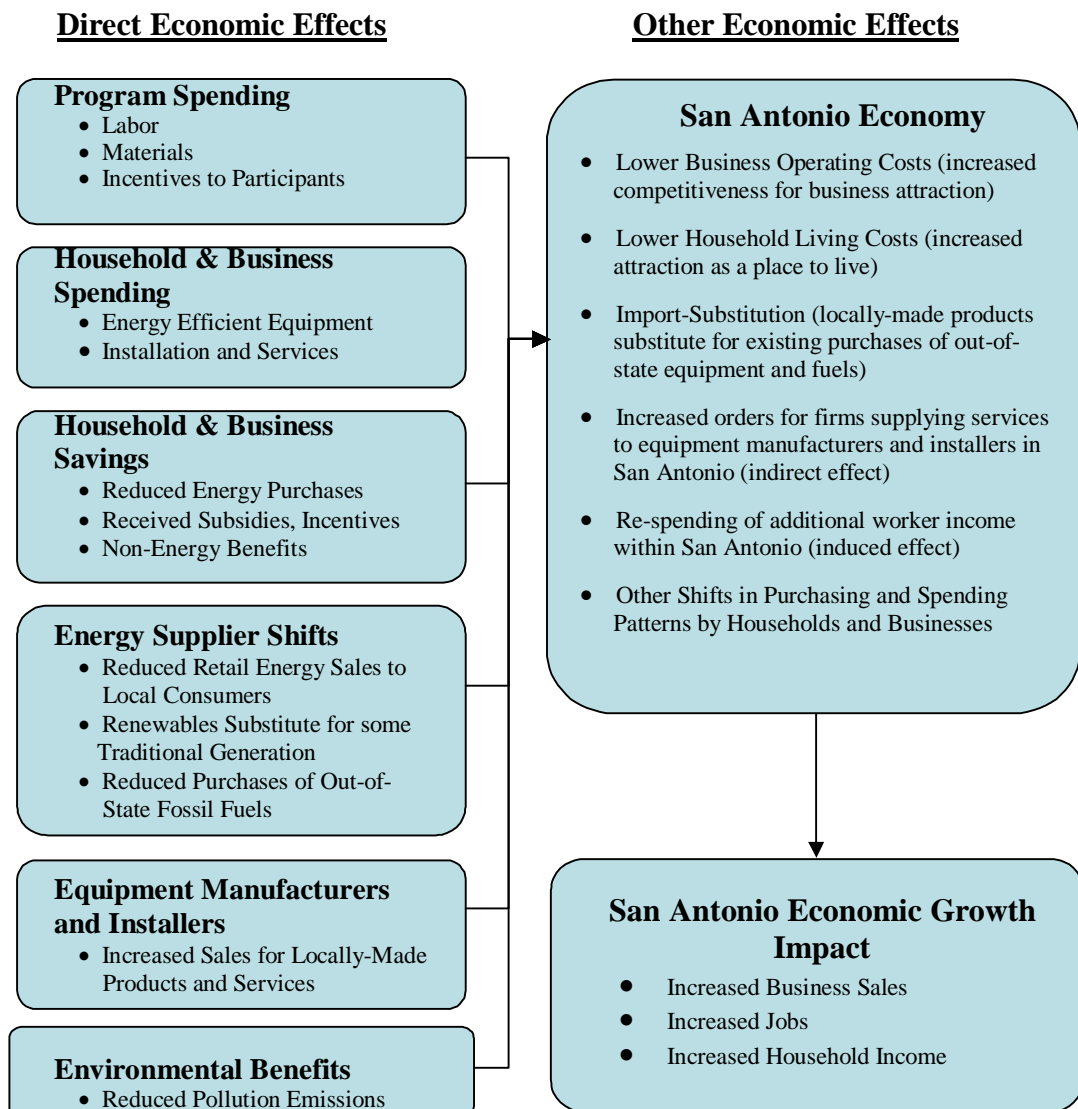 Direct Economic Effects
Program Spending
• Labor
• Materials
• Incentives to Participants
Household & Business
Spending
• Energy Efficient Equipment
• Installation and Services
Household & Business
Savings
• Reduced Energy Purchases
• Received Subsidies, Incentives
• Non-Energy Benefits
Energy Supplier Shifts
• Reduced Retail Energy Sales to
Local Consumers
• Renewables Substitute for some
Traditional Generation
• Reduced Purchases of Out-of-
State Fossil Fuels
Equipment Manufacturers
and Installers
• Increased Sales for Locally-Made
Products and Services
Environmental Benefits
• Reduced Pollution Emissions
Other Economic Effects
San Antonio Economy
• Lower Business Operating Costs (increased
competitiveness for business attraction)
• Lower Household Living Costs (increased
attraction as a place to live)
• Import-Substitution (locally-made products
substitute for existing purchases of out-of-
state equipment and fuels)
• Increased orders for firms supplying services
to equipment manufacturers and installers in
San Antonio (indirect effect)
• Re-spending of additional worker income
within San Antonio (induced effect)
• Other Shifts in Purchasing and Spending
Patterns by Households and Businesses
San Antonio Economic Growth
Impact
• Increased Business Sales
• Increased Jobs
• Increased Household Income